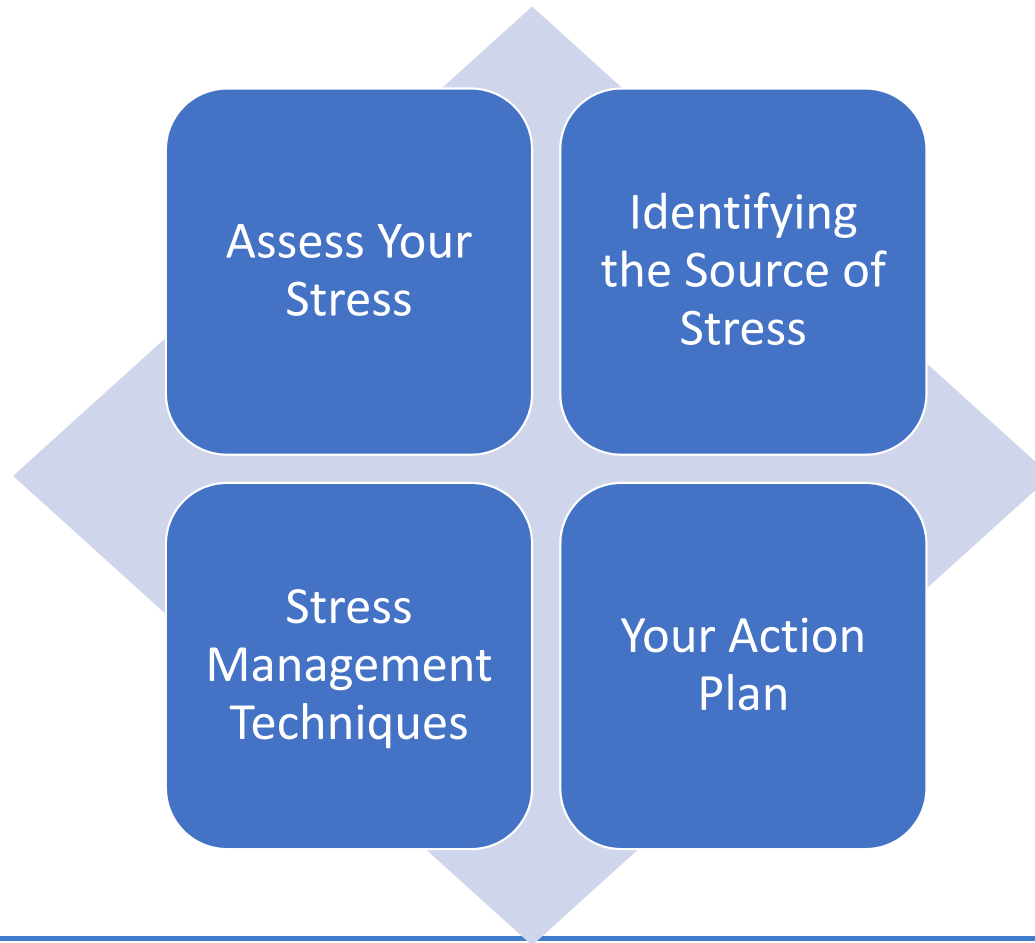 Assess Your
Stress
Identifying
the Source of
Stress
Stress
Management
Techniques
Your Action
Plan